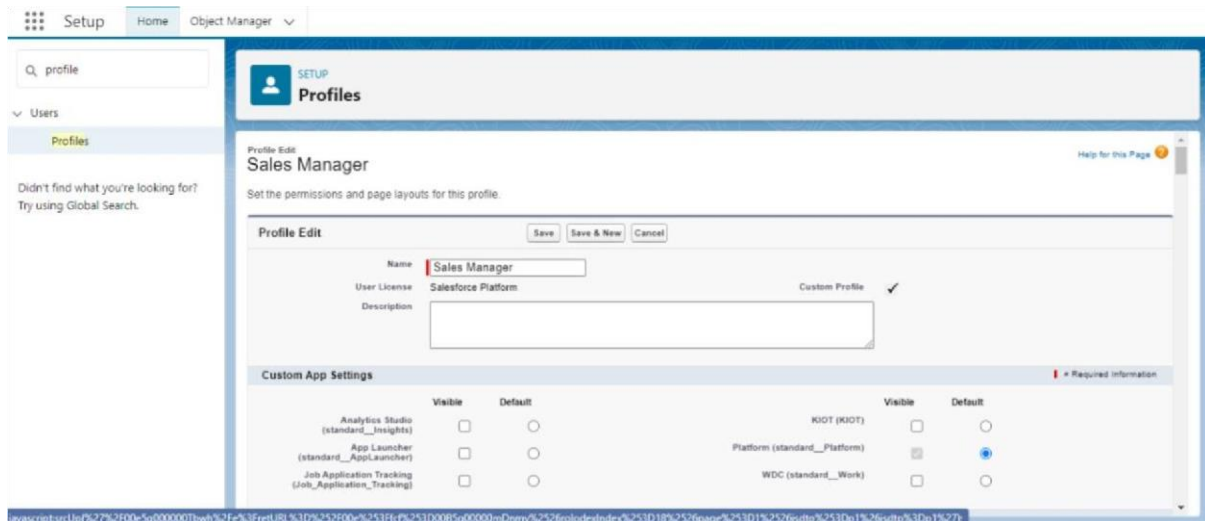 Setup Home Object Manager
profile
Users
Profiles
Didn't find what you're looking for?
Try using Global Search.
SETUP
Profiles
Profile Edit
Sales Manager
Help for this Page
Set the permissions and page layouts for this profile.
Profile Edit Save Save & New Cancel
Name Sales Manager
User License Salesforce Platform Custom Profile
Description
Custom App Settings = Required Information
Visible Default Visible Default
Analytics Studio
(standard__Insights)
KIOT (KIOT)
App Launcher
(standard__AppLauncher)
Platform (standard__Platform)
Job Application Tracking
(Job_Application_Tracking)
WDC (standard__Work)